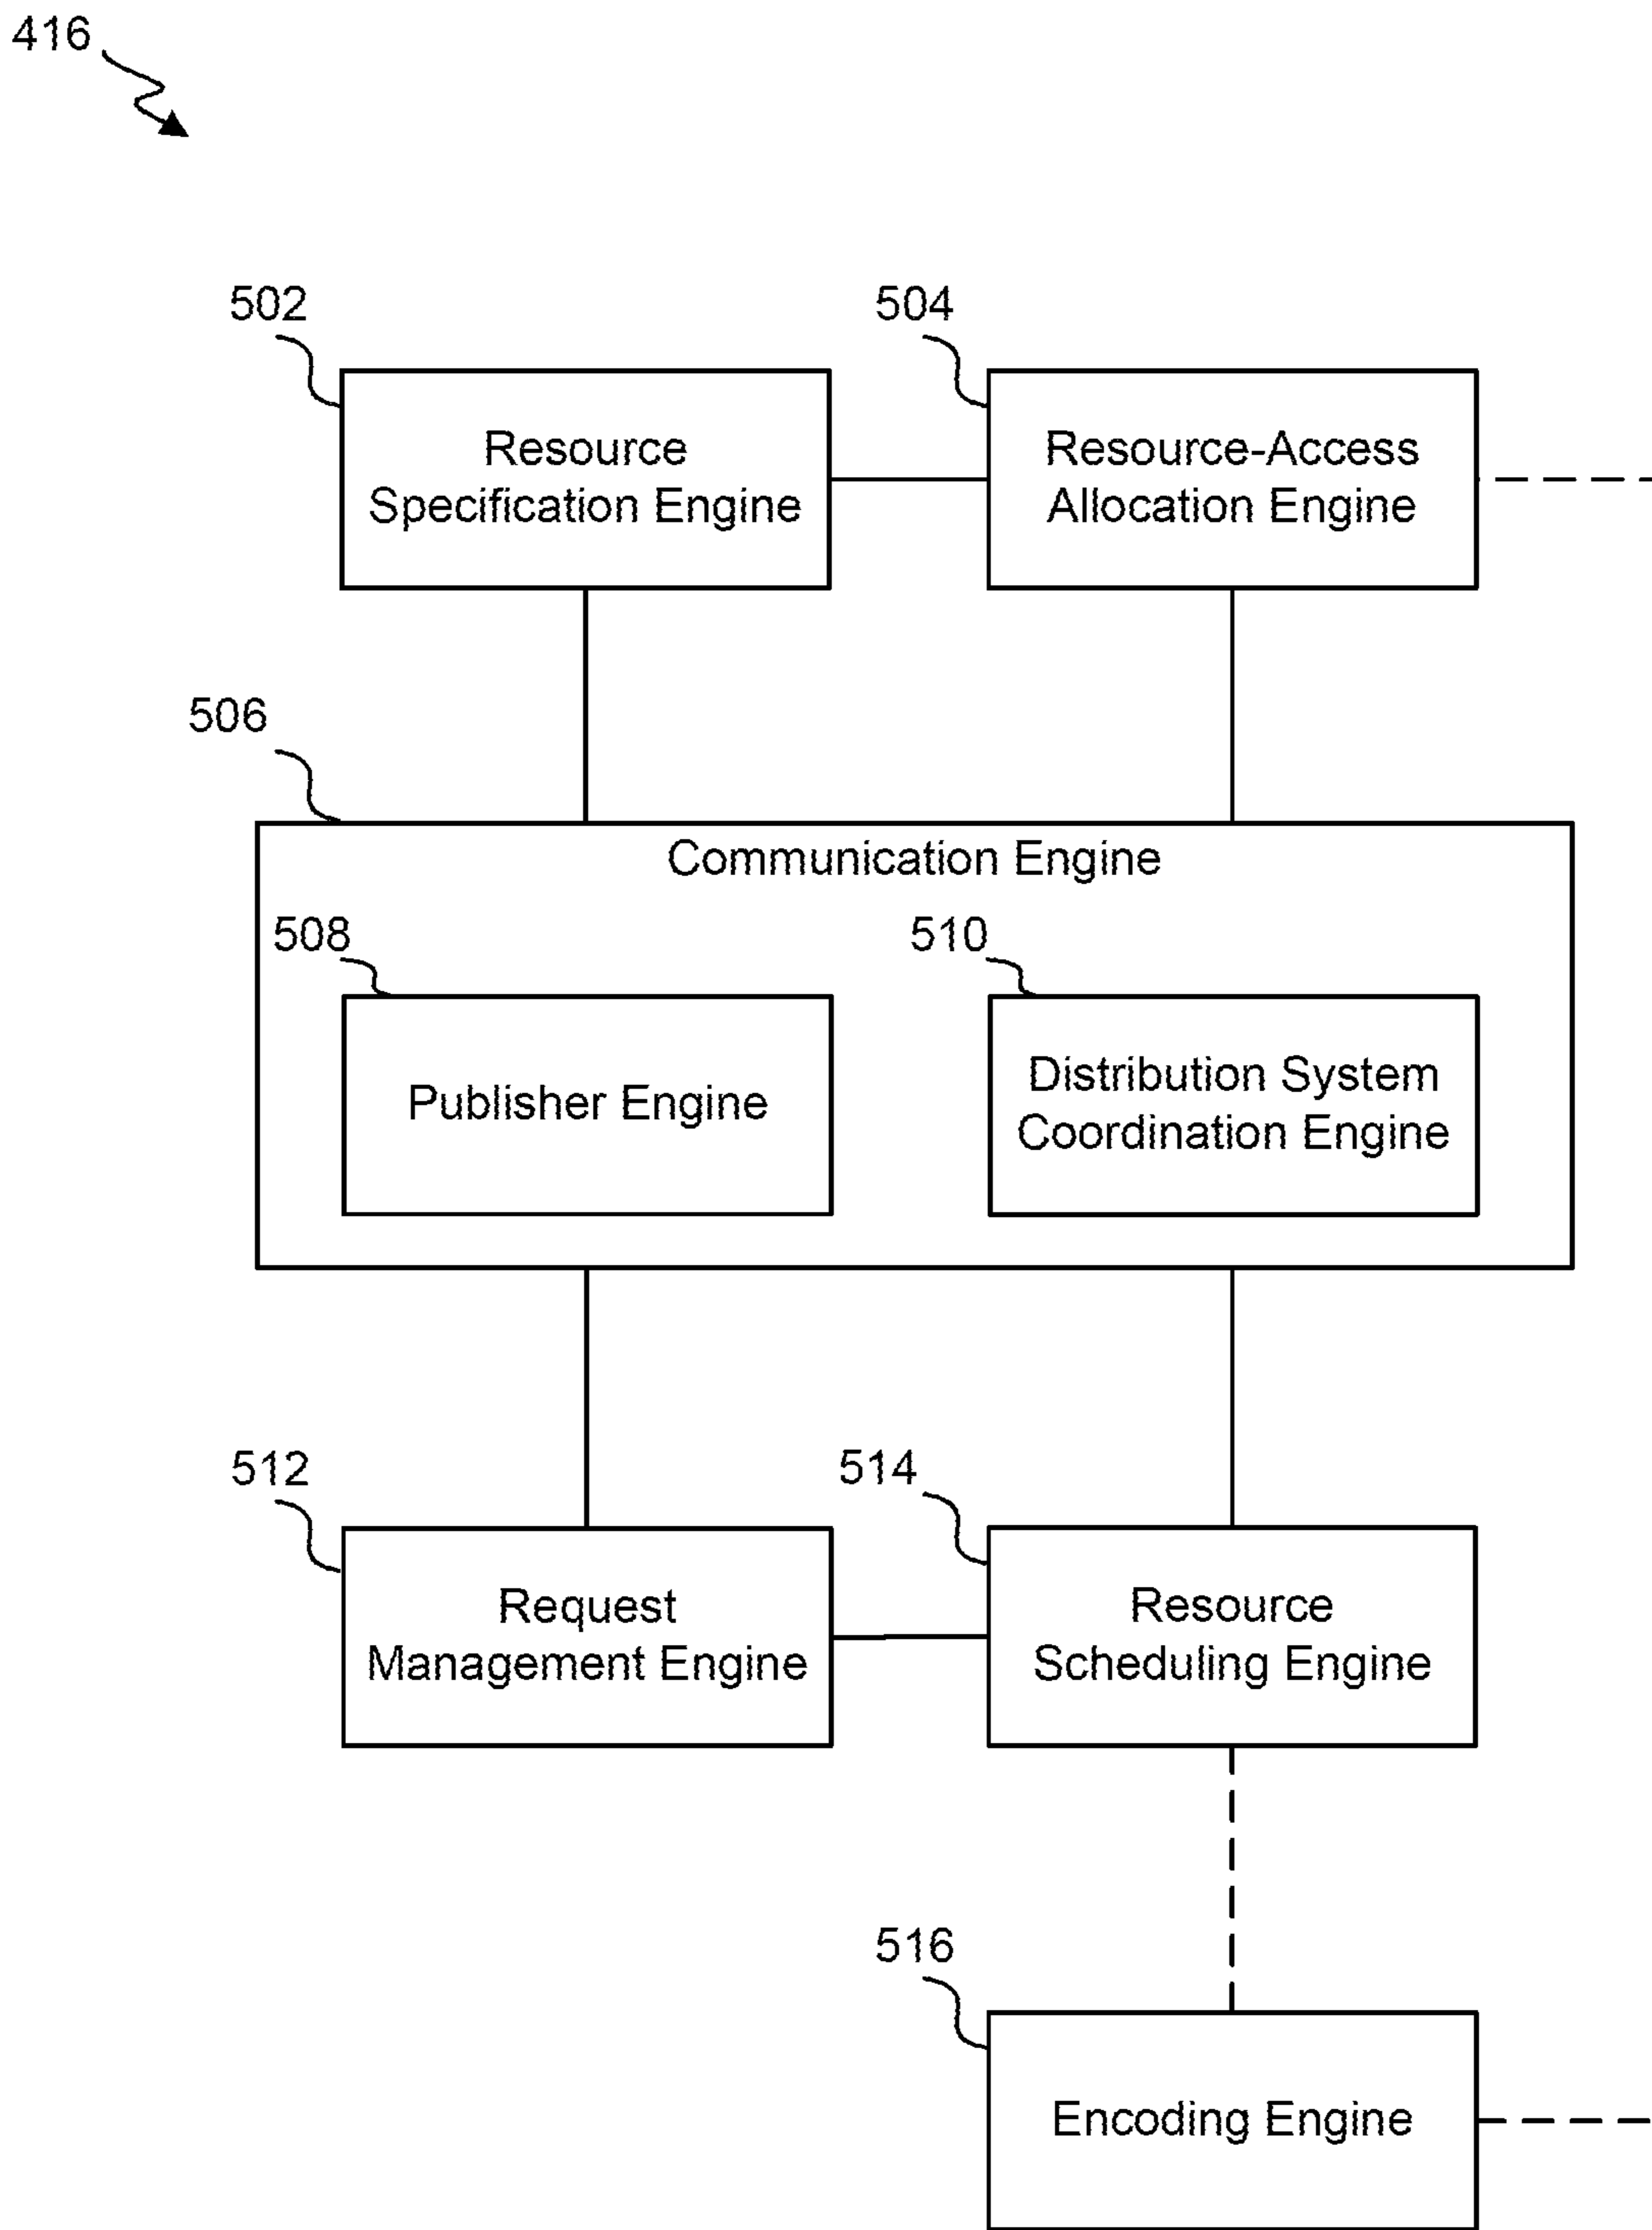 416
502
504
Resource
Specification Engine
Resource-Access
Allocation Engine
506
Communication Engine
508
510
Publisher Engine
Distribution System
Coordination Engine
512
514
Request
Management Engine
Resource
Scheduling Engine
516
Encoding Engine